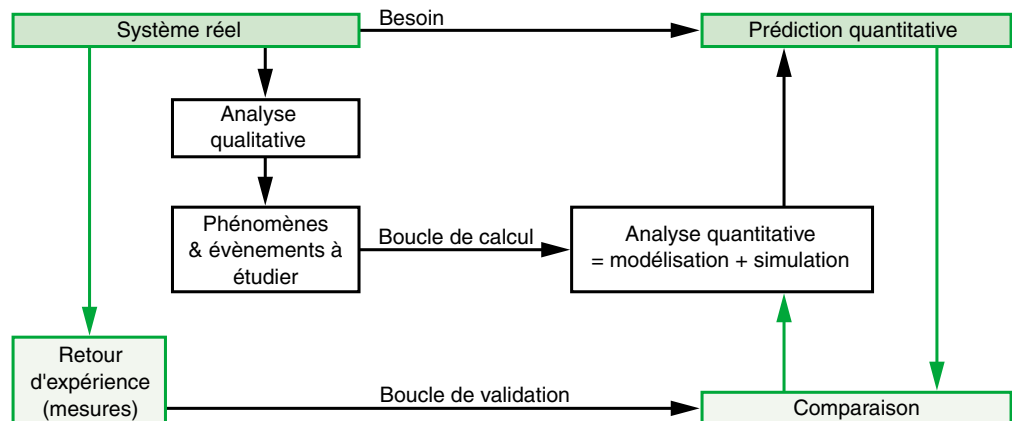 Système réel
Besoin
Prédiction quantitative
Analyse
qualitative
Phénomènes
& évènements à
étudier
Boucle de calcul
Analyse quantitative
= modélisation + simulation
Retour
d'expérience
(mesures)
Boucle de validation
Comparaison